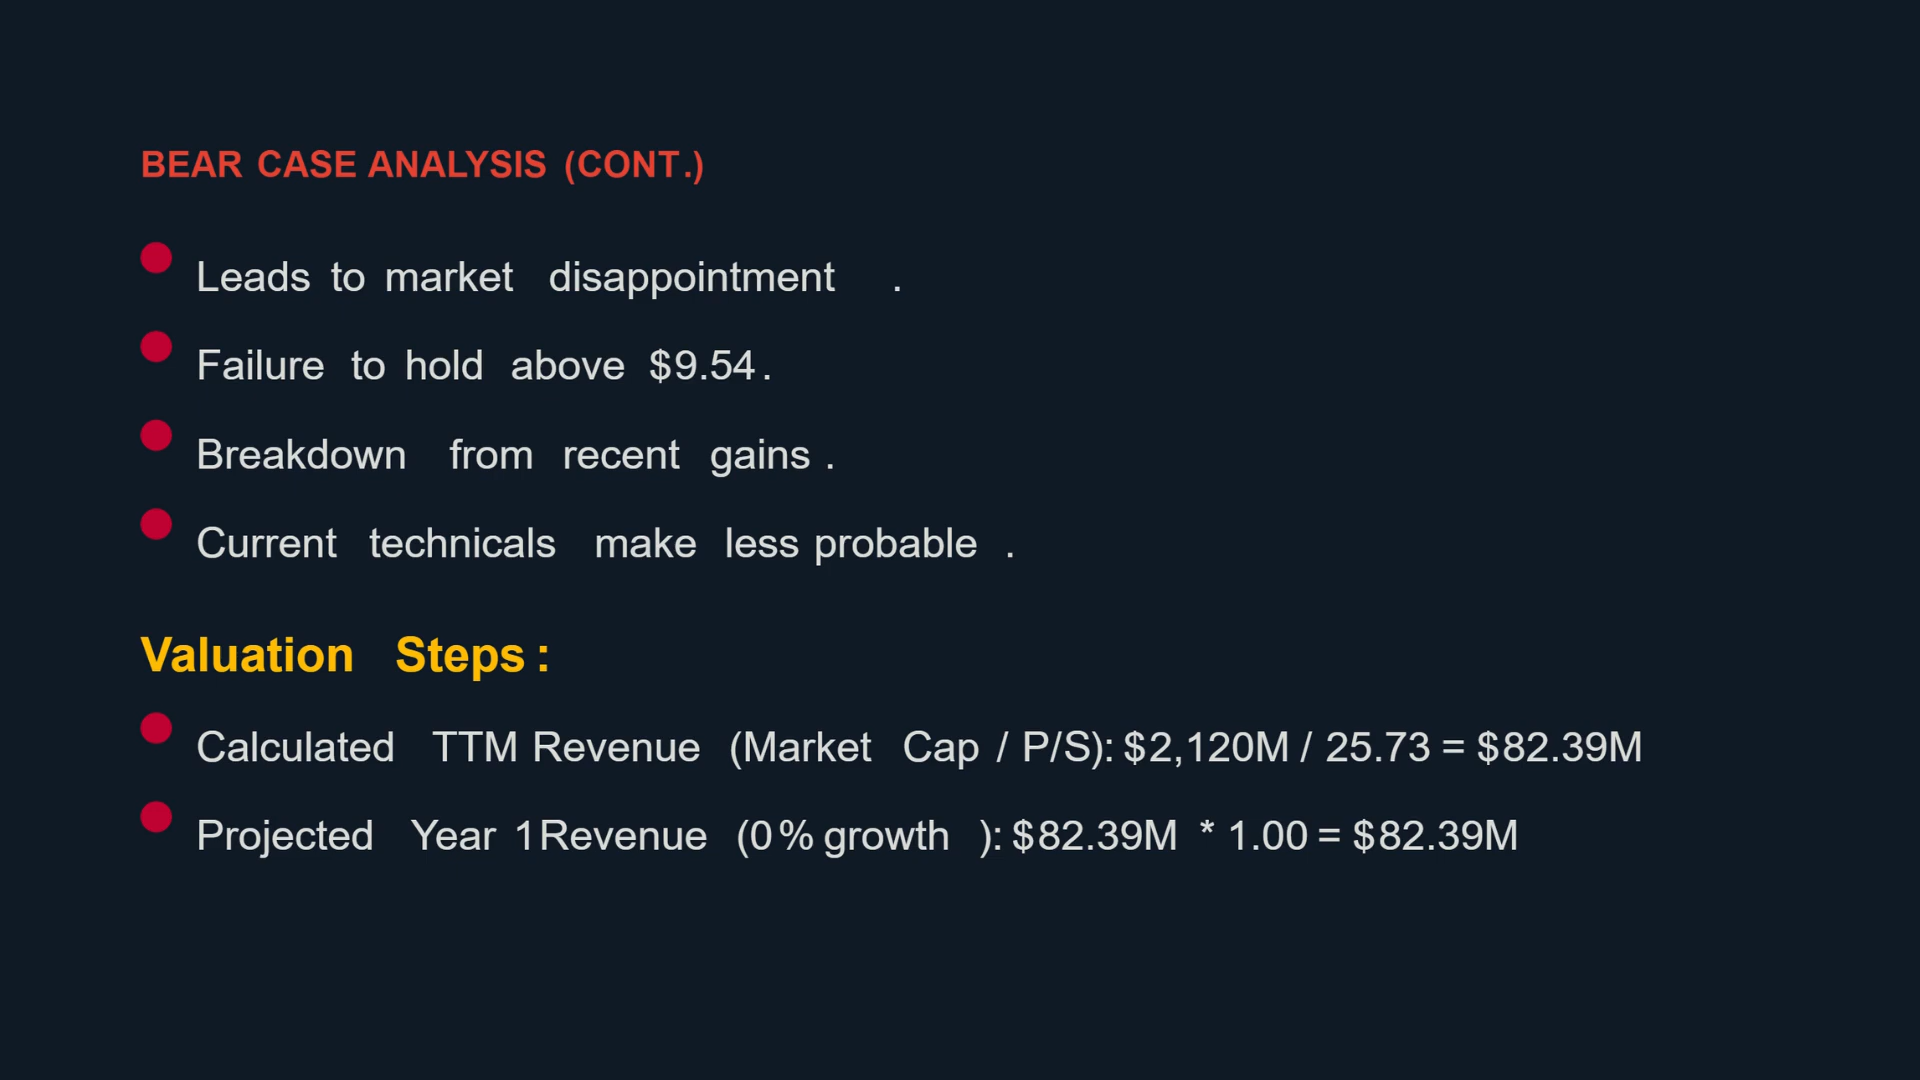 BEAR CASE ANALYSIS (CONT.)
Leads to market disappointment .
Failure to hold above $9.54.
Breakdown from recent gains .
Current technicals make less probable .
Valuation Steps :
Calculated TTM Revenue (Market Cap / P/S): $2,120M / 25.73 = $82.39M
Projected Year 1Revenue (0% growth ): $82.39M * 1.00 = $82.39M